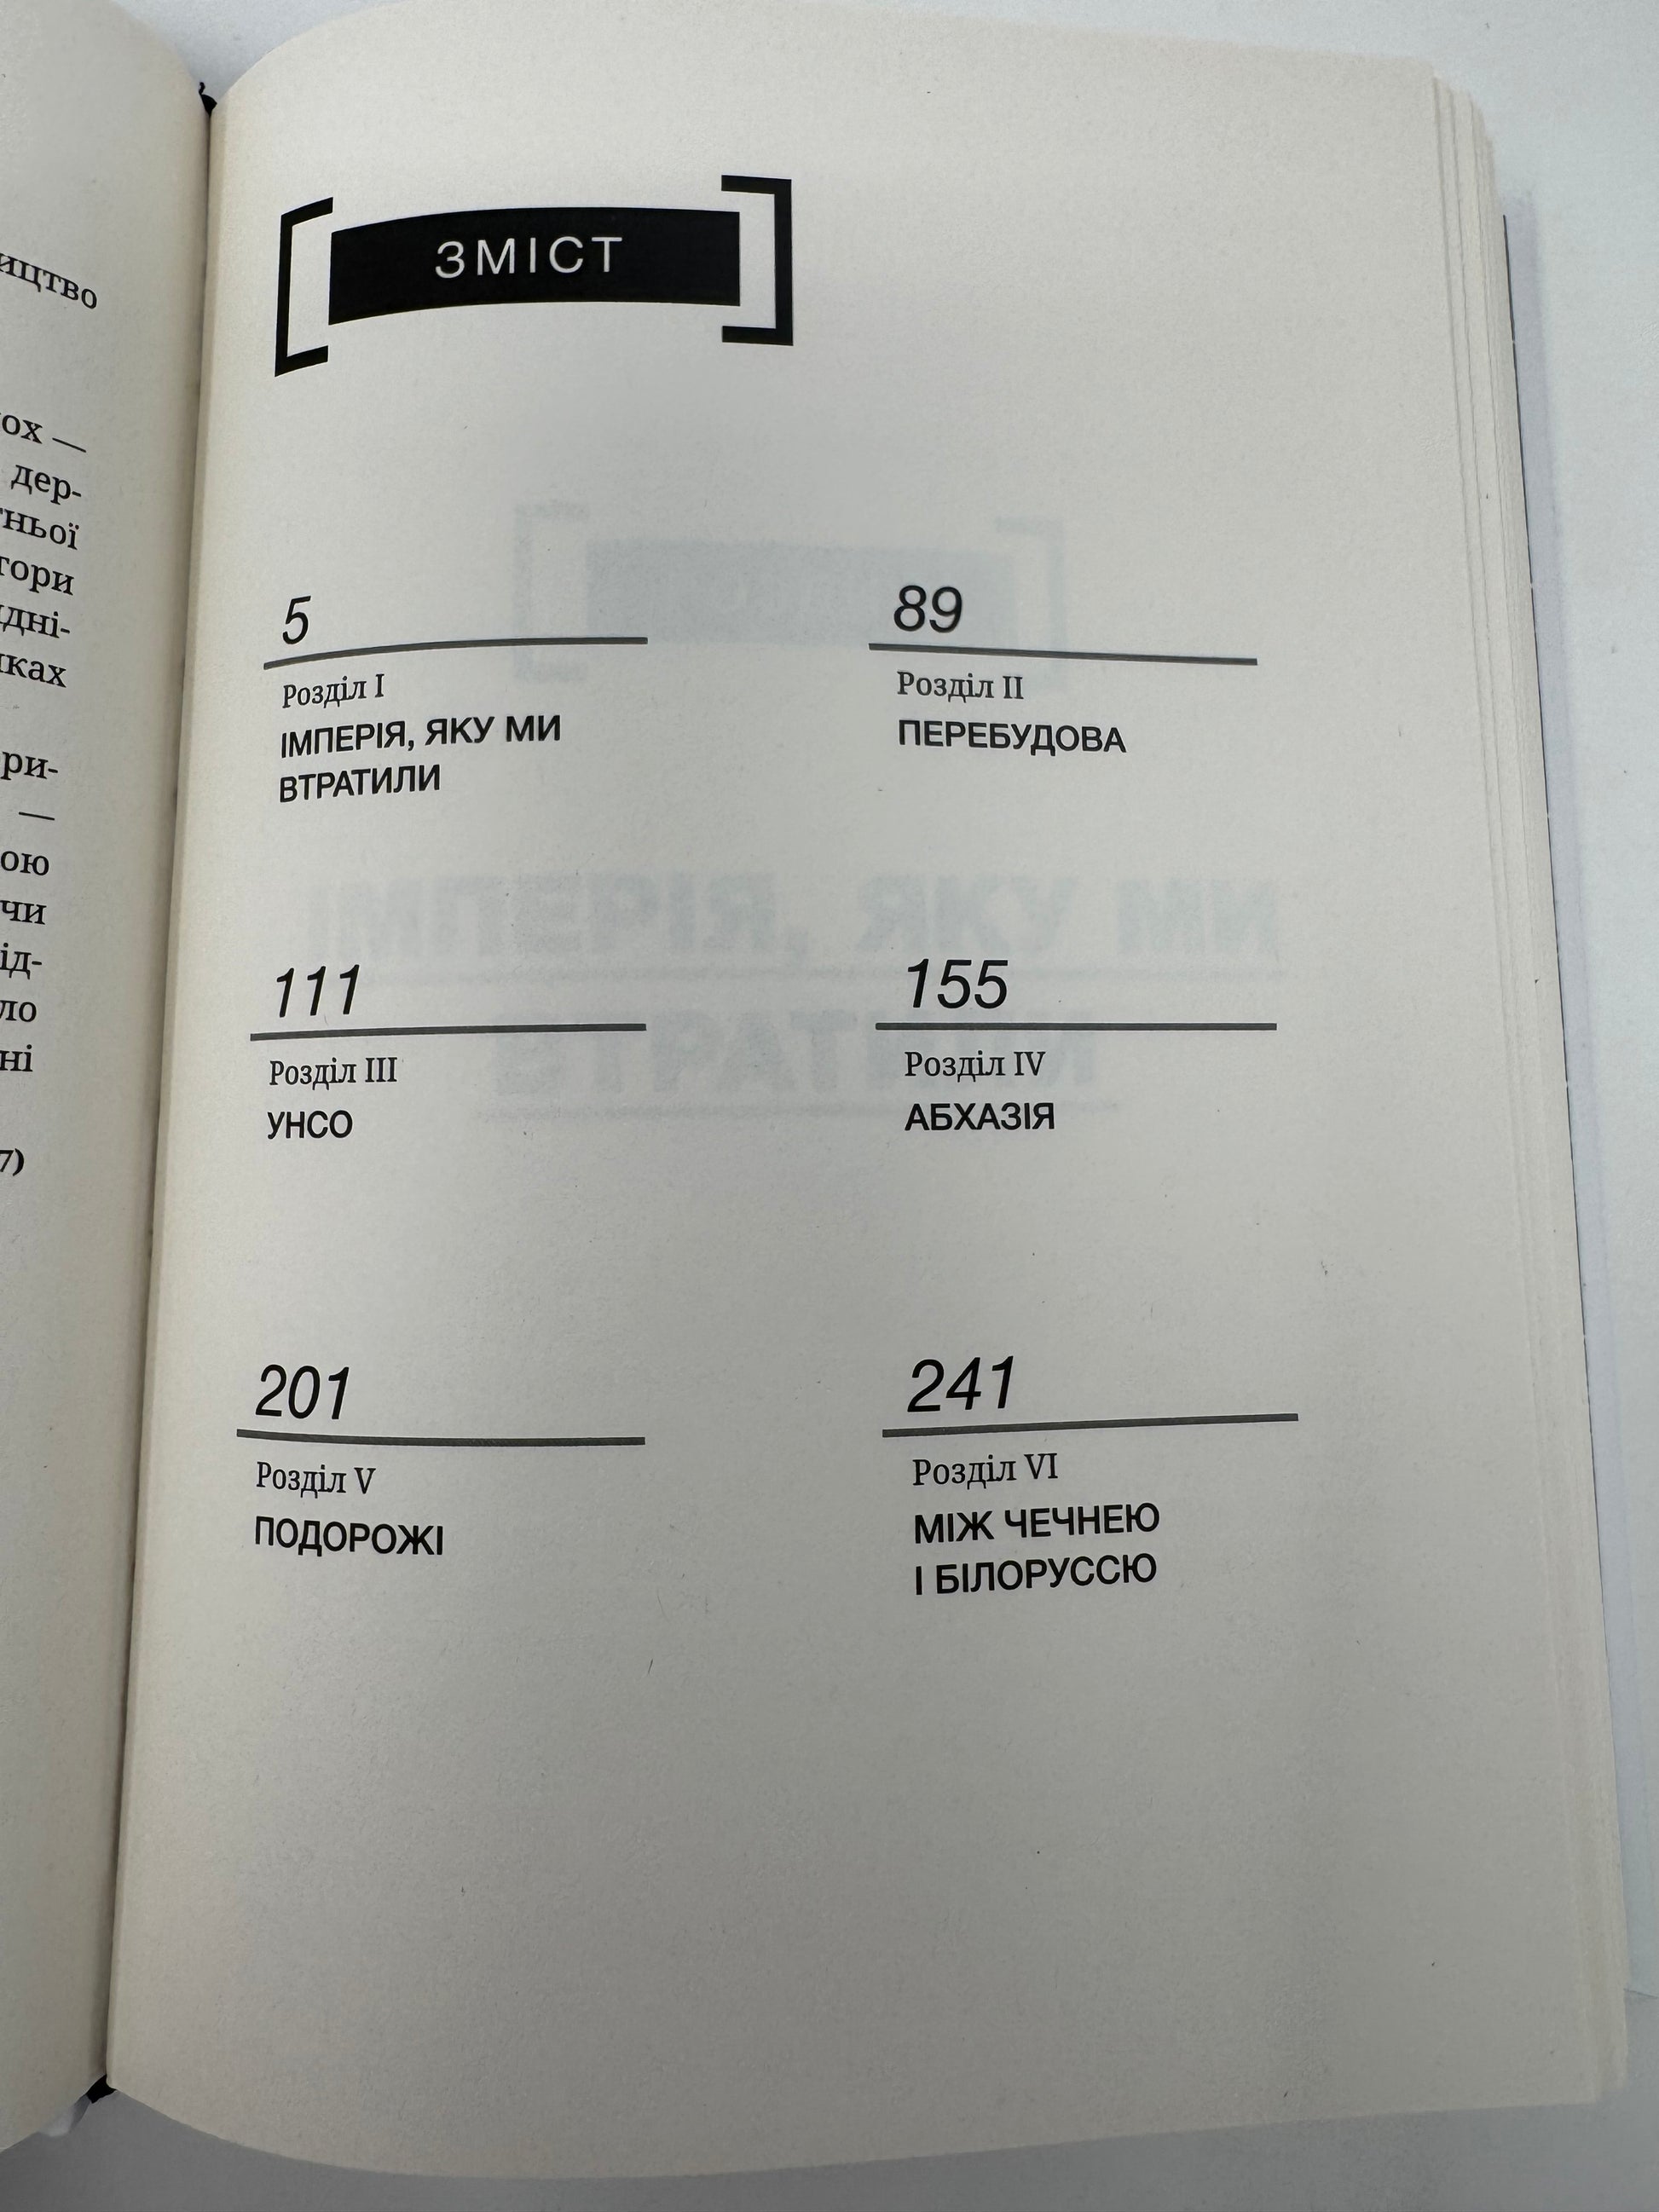 дер-
ЗМІСТ
5
Розділ I
ІМПЕРІЯ, ЯКУ МИ
ВТРАТИЛИ
89
Розділ II
ПЕРЕБУДОВА
111
Розділ III
УНСО
155
Розділ IV
АБХАЗІЯ
201
Розділ V
ПОДОРОЖІ
241
Розділ VI
МІЖ ЧЕЧНЕЮ
І БІЛОРУССЮ